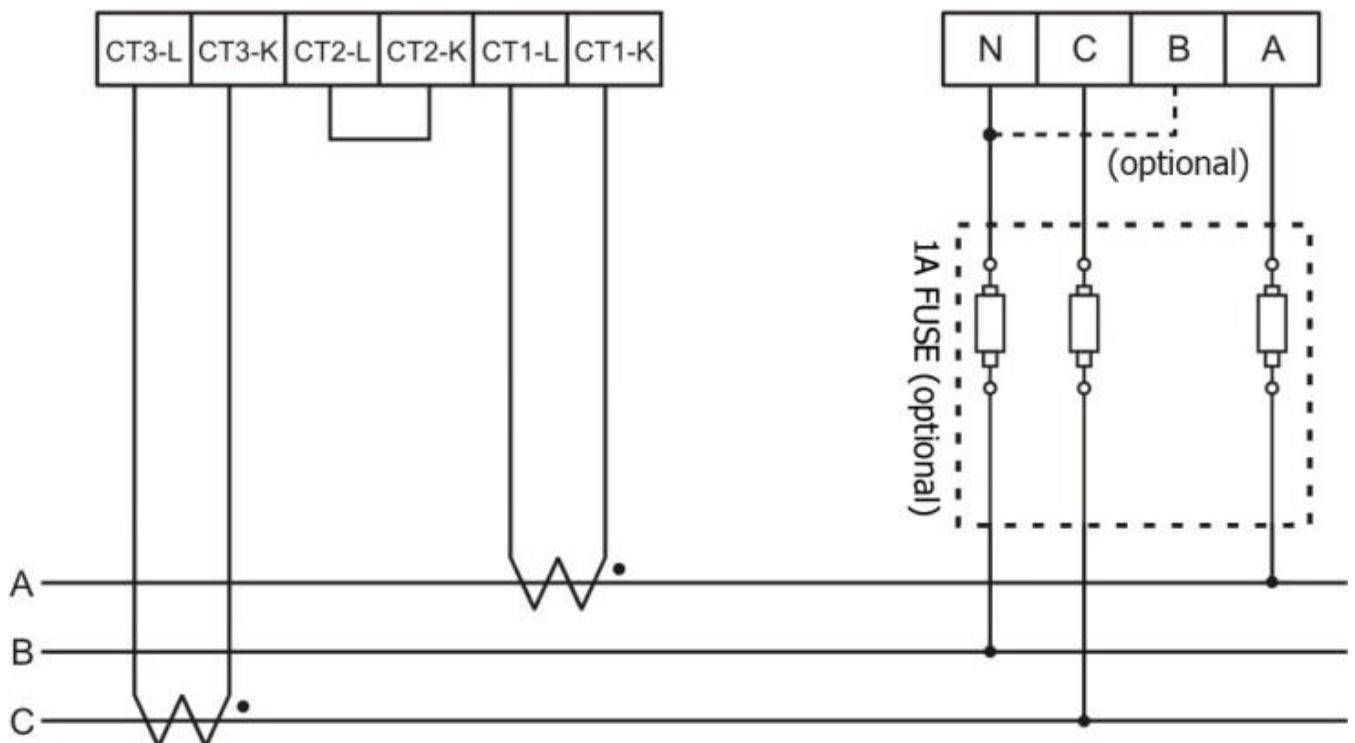 CT3-L CT3-K CT2-L CT2-K CT1-L CT1-K
N C B A
(optional)
1A FUSE (optional)
A
B
C